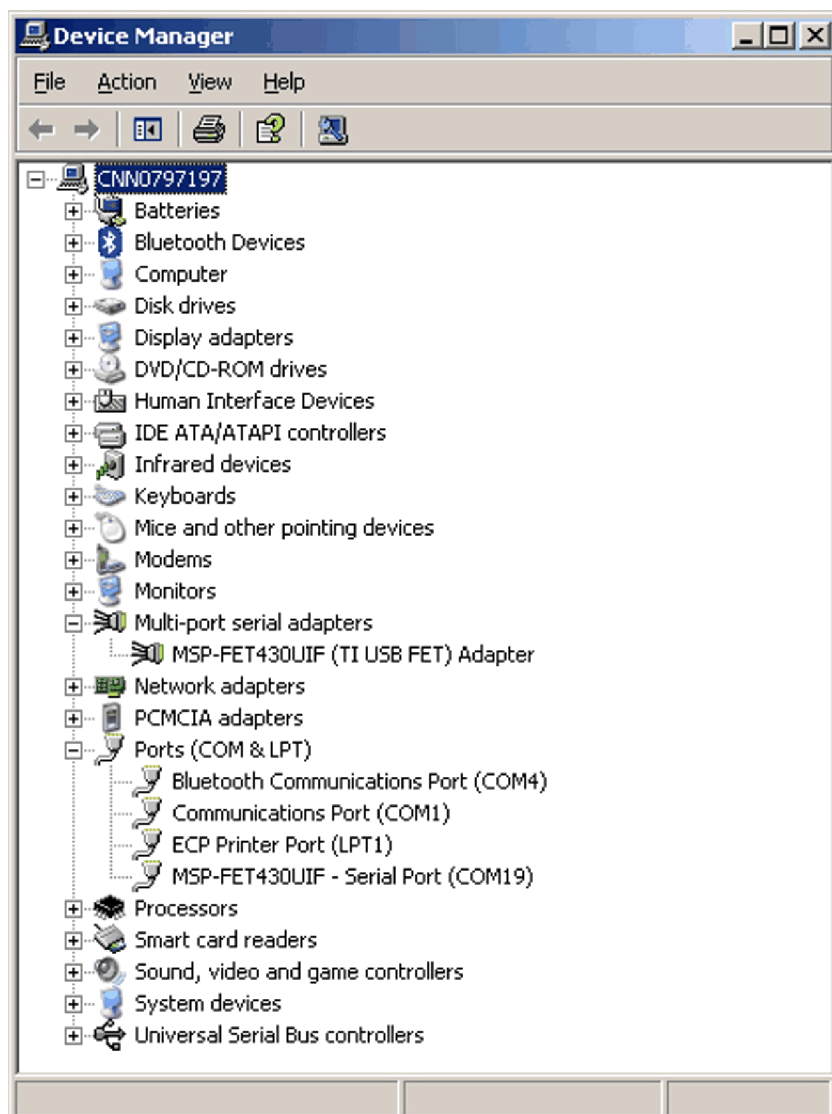 Device Manager
File Action View Help
CNN0797197
Batteries
Bluetooth Devices
Computer
Disk drives
Display adapters
DVD/CD-ROM drives
Human Interface Devices
IDE ATA/ATAPI controllers
Infrared devices
Keyboards
Mice and other pointing devices
Modems
Monitors
Multi-port serial adapters
MSP-FET430UIF (TI USB FET) Adapter
Network adapters
PCMCIA adapters
Ports (COM & LPT)
Bluetooth Communications Port (COM4)
Communications Port (COM1)
ECP Printer Port (LPT1)
MSP-FET430UIF - Serial Port (COM19)
Processors
Smart card readers
Sound, video and game controllers
System devices
Universal Serial Bus controllers